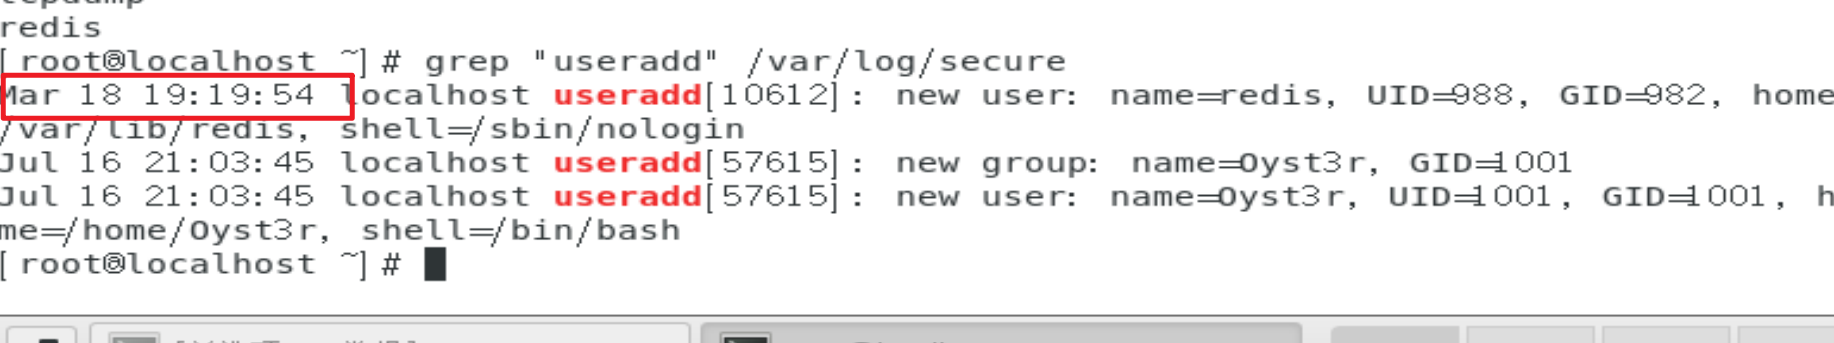 redis
[root@localhost ~]# grep "useradd" /var/log/secure
Mar 18 19:19:54 localhost useradd[10612]: new user: name=redis, UID=988, GID=982, home
/var/lib/redis, shell=/sbin/nologin
Jul 16 21:03:45 localhost useradd[57615]: new group: name=0yst3r, GID=1001
Jul 16 21:03:45 localhost useradd[57615]: new user: name=0yst3r, UID=1001, GID=1001, h
me=/home/0yst3r, shell=/bin/bash
[root@localhost ~]#